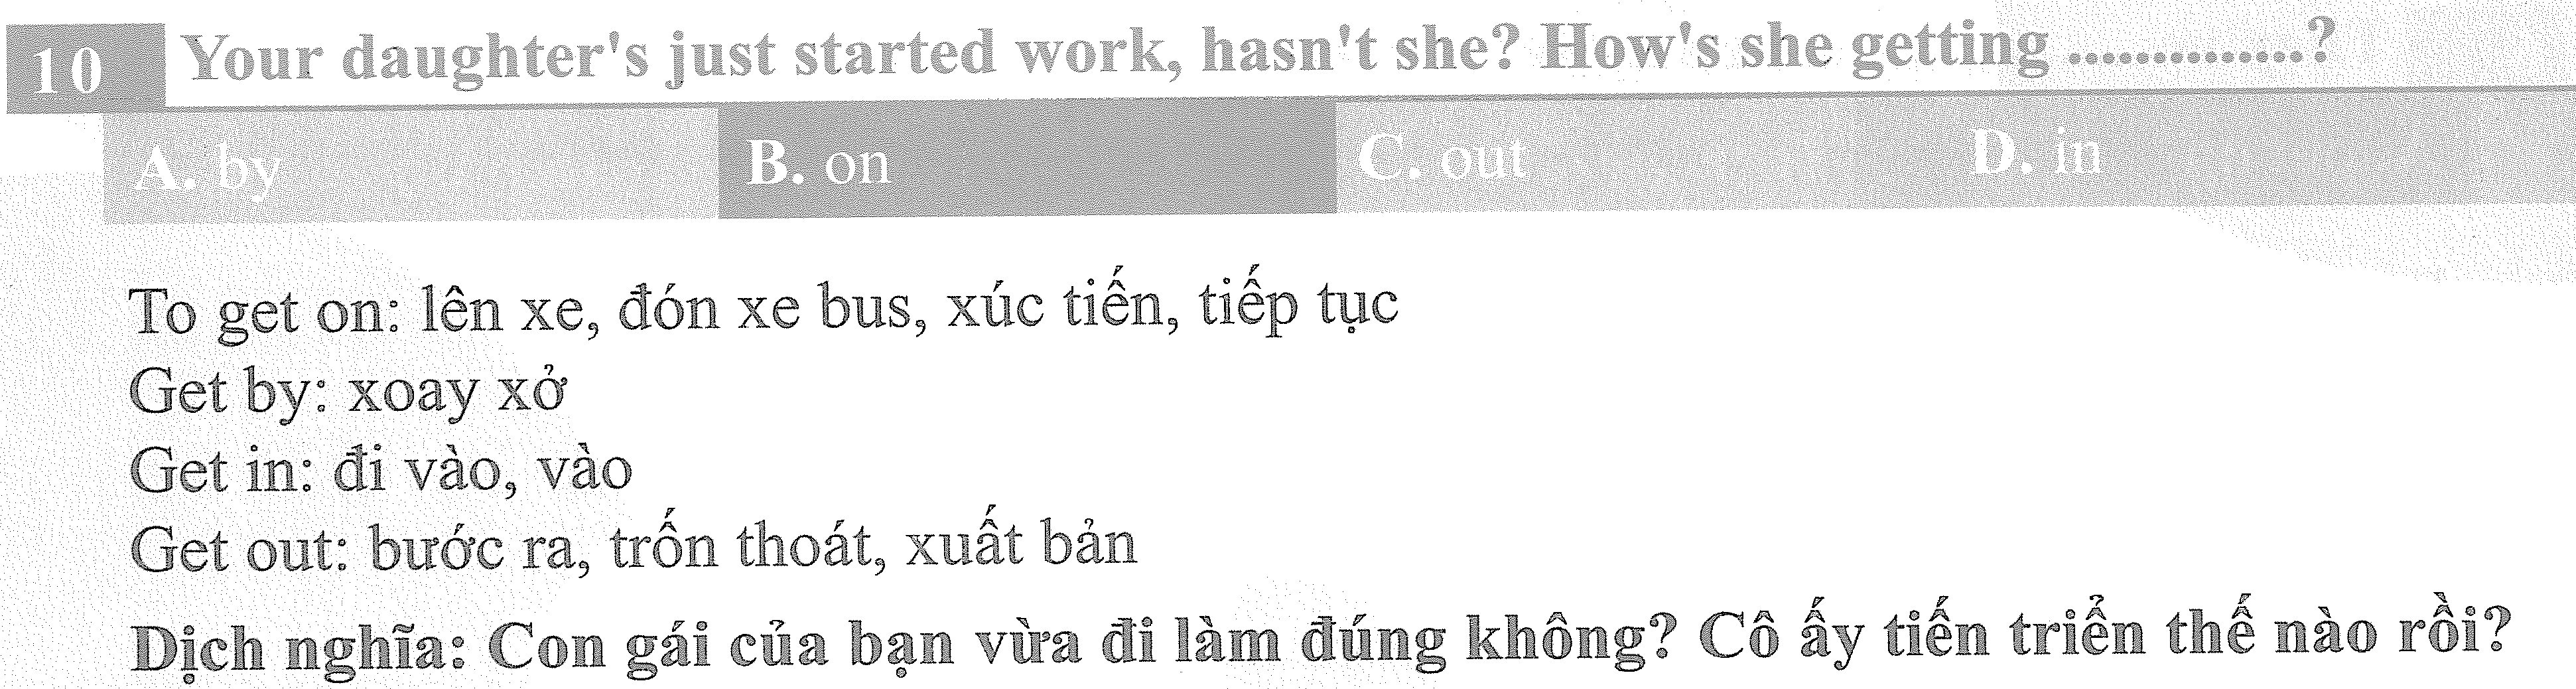 10 Your daughter's just started work, hasn't she? How's she getting ..............?
A. by B. on C. out D. in
To get on: lên xe, đón xe bus, xúc tiến, tiếp tục
Get by: xoay xở
Get in: đi vào, vào
Get out: bước ra, trốn thoát, xuất bản
Dịch nghĩa: Con gái của bạn vừa đi làm đúng không? Cô ấy tiến triển thế nào rồi?